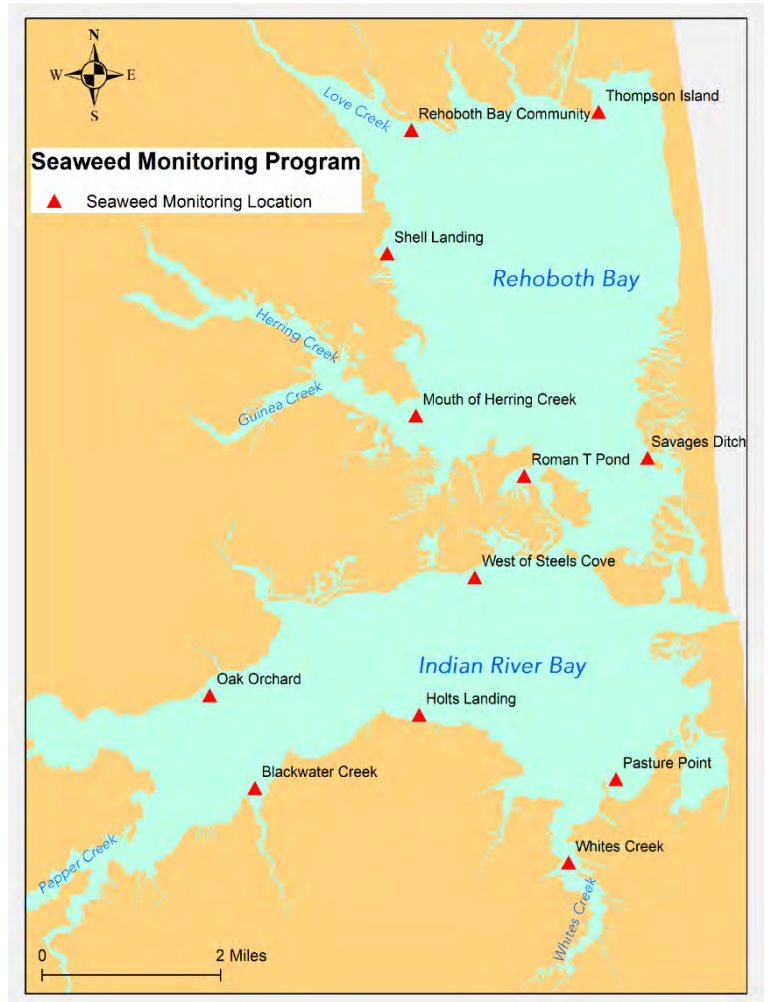 N
W E
S
Love Creek
Thompson Island
Rehoboth Bay Community
Seaweed Monitoring Program
Seaweed Monitoring Location
Shell Landing
Rehoboth Bay
Herring Creek
Guinea Creek
Mouth of Herring Creek
Savages Ditch
Roman T Pond
West of Steels Cove
Indian River Bay
Oak Orchard
Holts Landing
Pasture Point
Blackwater Creek
Whites Creek
Pepper Creek
Whites Creek
0 2 Miles